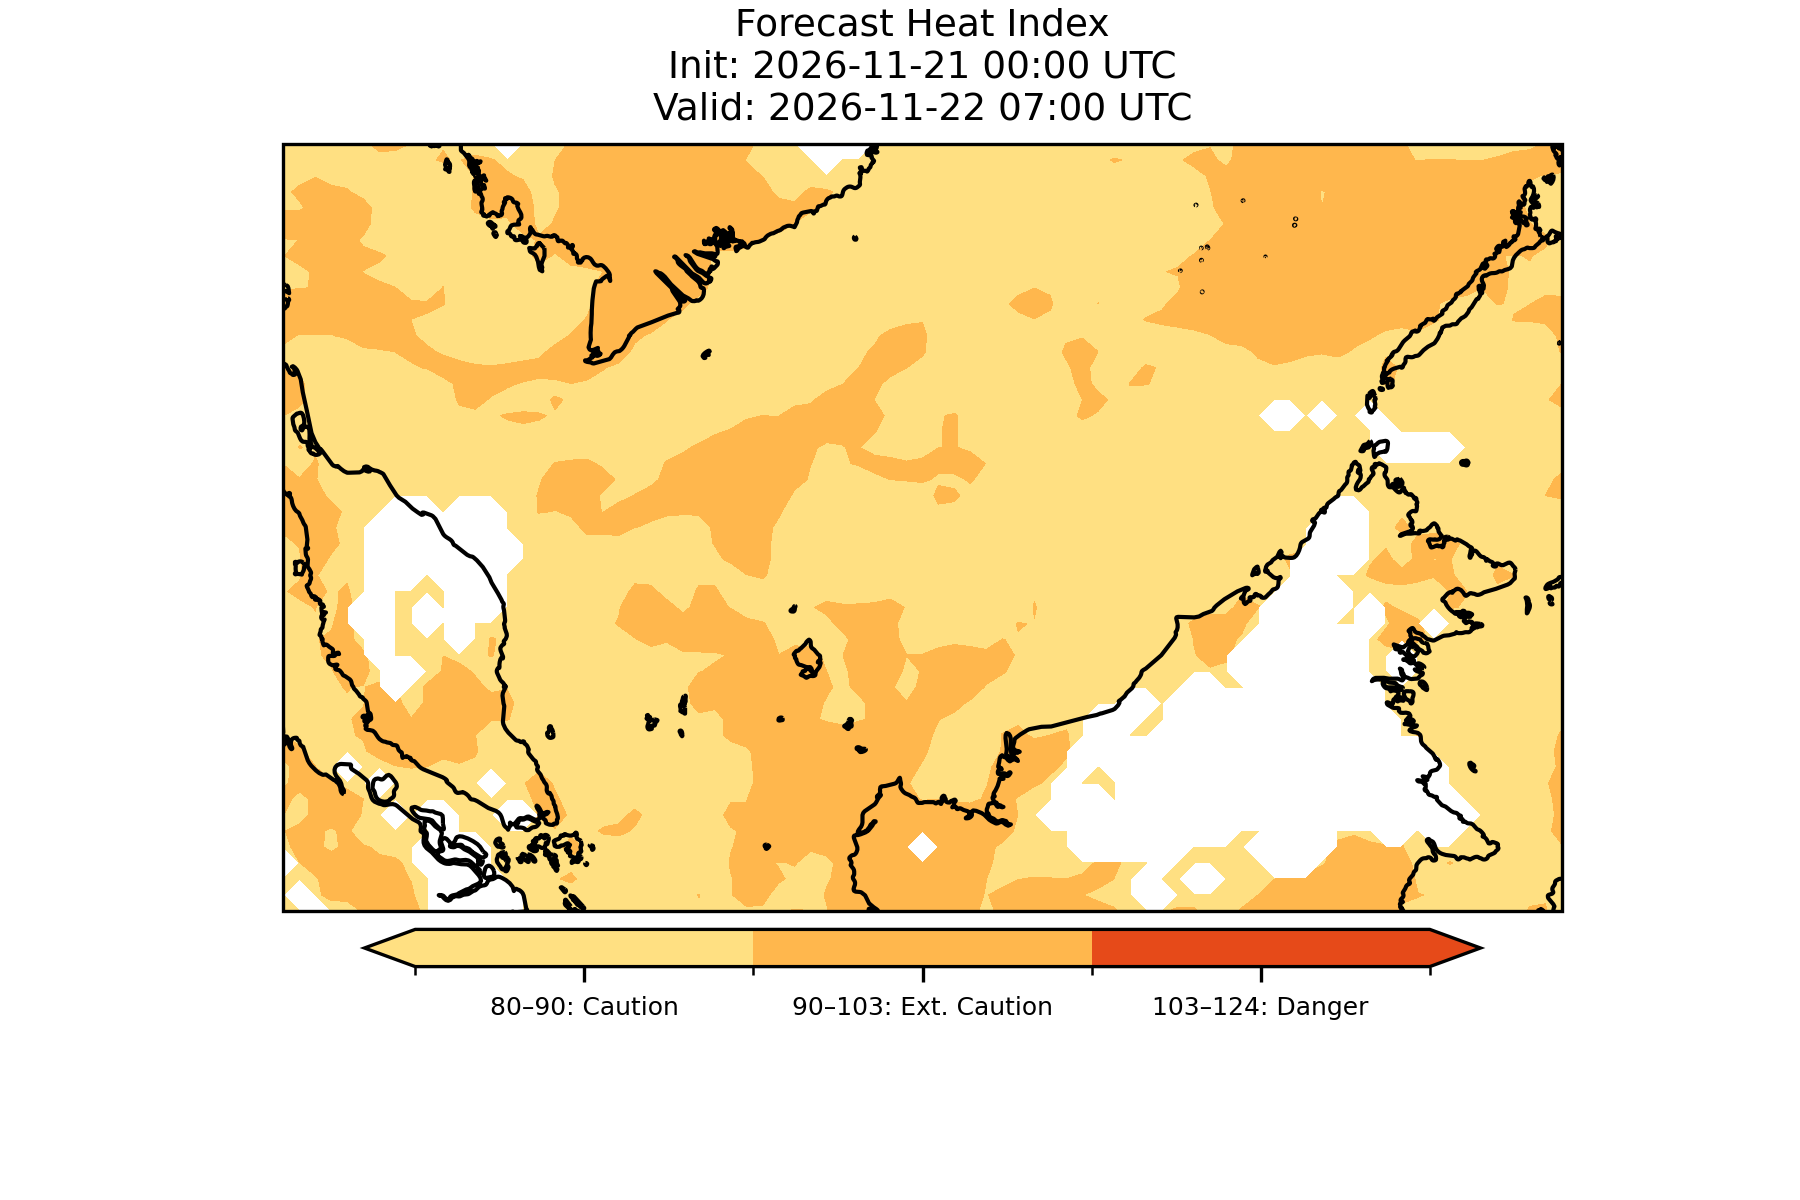 Forecast Heat Index
Init: 2026-11-21 00:00 UTC
Valid: 2026-11-22 07:00 UTC
80–90: Caution
90–103: Ext. Caution
103–124: Danger